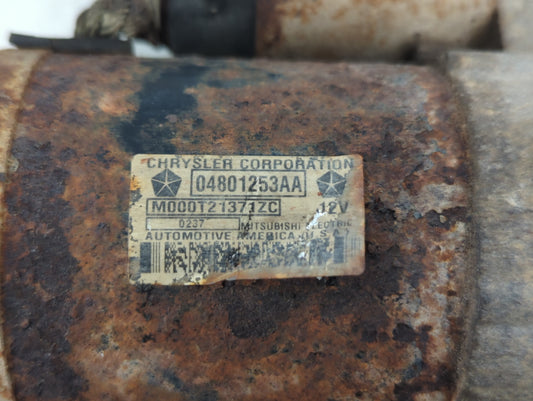 CHRYSLER CORPORATION
04801253AA
M000T21371ZC 12V
0237 MITSUBISHI ELECTRIC
AUTOMOTIVE AMERICA U.S.A.